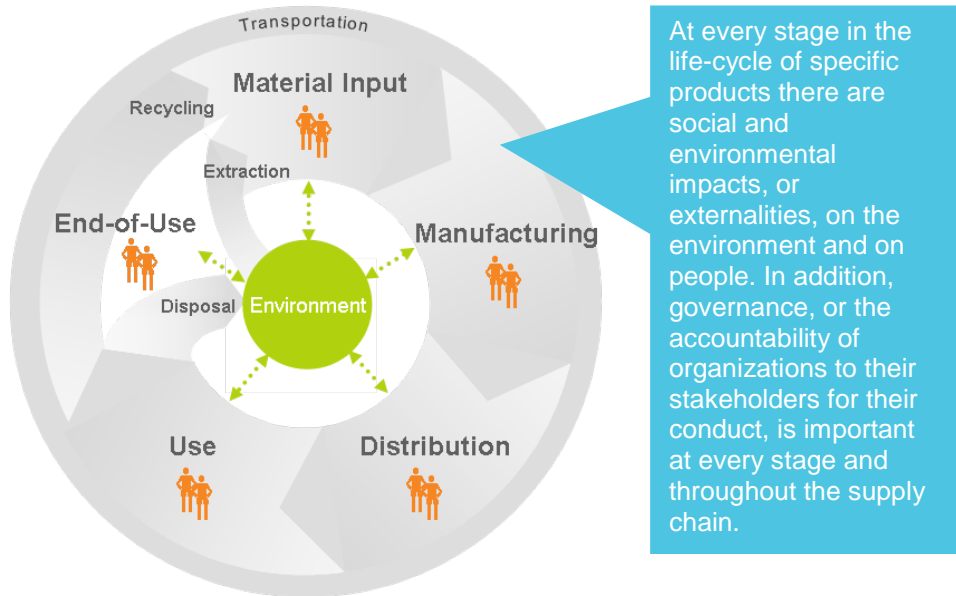 Transportation
Material Input
Recycling
Extraction
End-of-Use
Manufacturing
Disposal
Environment
Use
Distribution
At every stage in the
life-cycle of specific
products there are
social and
environmental
impacts, or
externalities, on the
environment and on
people. In addition,
governance, or the
accountability of
organizations to their
stakeholders for their
conduct, is important
at every stage and
throughout the supply
chain.